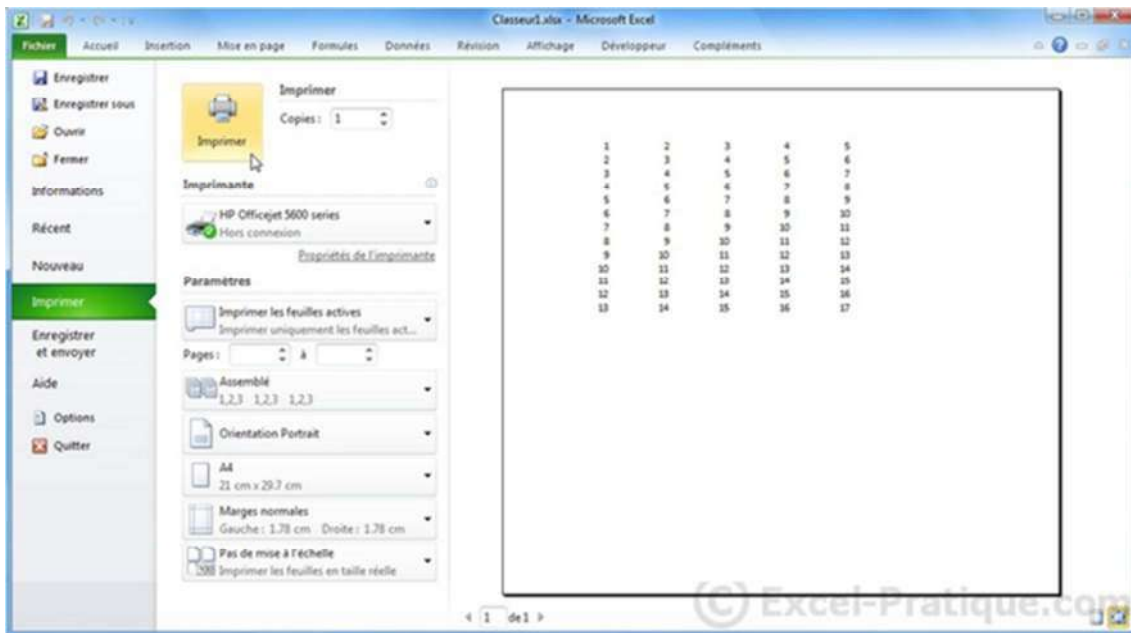 Classeur1.xlsx - Microsoft Excel
Fichier Accueil Insertion Mise en page Formules Données Révision Affichage Développeur Compléments
Enregistrer
Enregistrer sous
Ouvrir
Fermer
Informations
Récent
Nouveau
Imprimer
Enregistrer
et envoyer
Aide
Options
Quitter
Imprimer
Imprimer
Copies : 1
Imprimante
HP Officejet 5600 series
Hors connexion
Propriétés de l'imprimante
Paramètres
Imprimer les feuilles actives
Imprimer uniquement les feuilles act...
Pages : à
Assemblé
1,2,3 1,2,3 1,2,3
Orientation Portrait
A4
21 cm x 29.7 cm
Marges normales
Gauche : 1.78 cm Droite : 1.78 cm
Pas de mise à l'échelle
Imprimer les feuilles en taille réelle
1 2 3 4 5
2 3 4 5 6
3 4 5 6 7
4 5 6 7 8
5 6 7 8 9
6 7 8 9 10
7 8 9 10 11
8 9 10 11 12
9 10 11 12 13
10 11 12 13 14
11 12 13 14 15
12 13 14 15 16
13 14 15 16 17
1 de 1
(C) Excel-Pratique.com